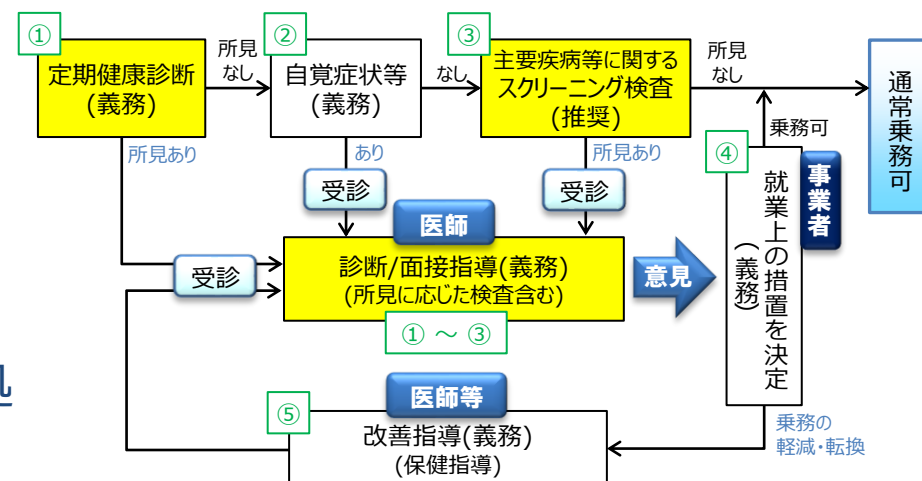 ①
定期健康診断
(義務)
所見
なし
②
自覚症状等
(義務)
なし
③
主要疾病等に関する
スクリーニング検査
(推奨)
所見
なし
通常乗務可
所見あり
あり
所見あり
乗務可
受診
受診
④
就業上の措置を決定
(義務)
事業者
医師
診断/面接指導(義務)
(所見に応じた検査含む)
受診
意見
① ～ ③
処
医師等
⑤
改善指導(義務)
(保健指導)
乗務の
軽減・転換